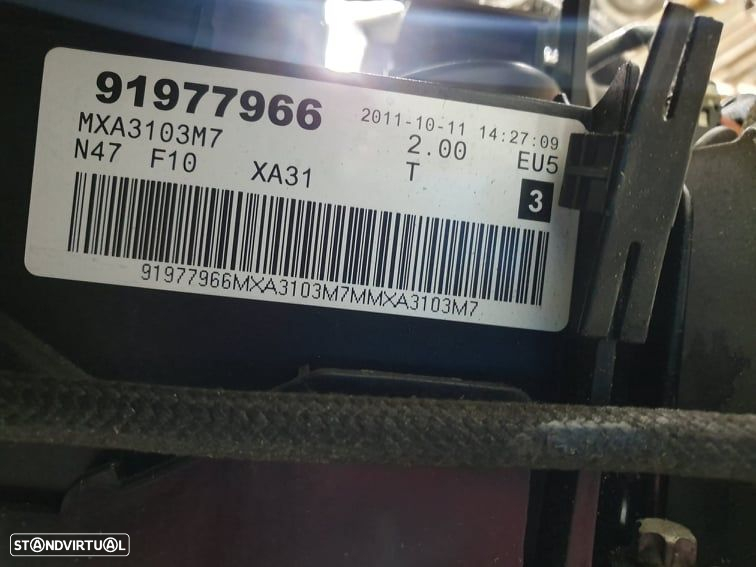 91977966 2011-10-11 14:27:09
MXA3103M7 2.00 EU5
N47 F10 XA31 T
3
91977966MXA3103M7MMXA3103M7
STANDVIRTUAL